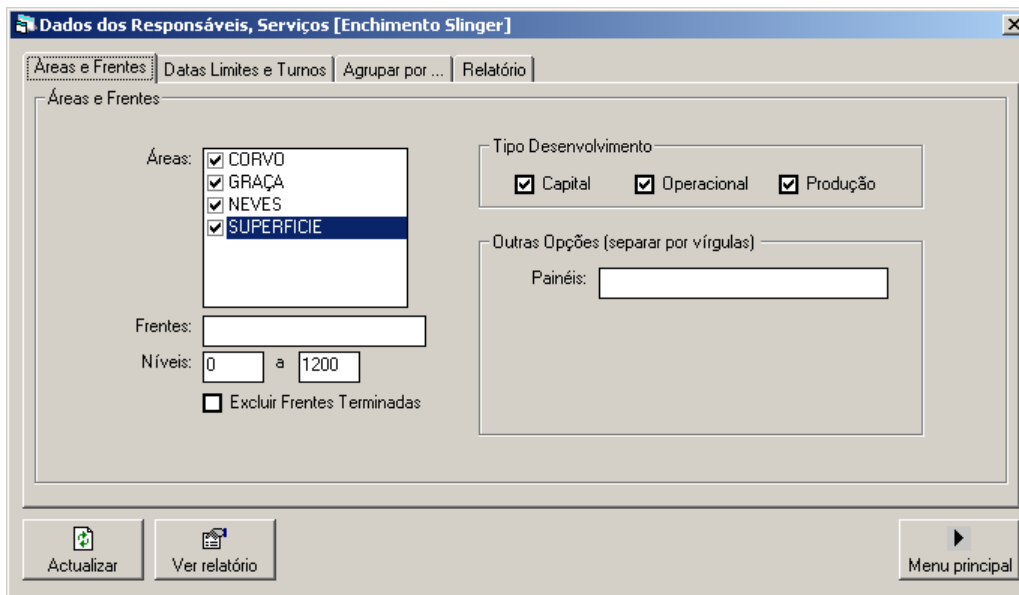 Dados dos Responsáveis, Serviços [Enchimento Slinger]
Áreas e Frentes
Datas Limites e Turnos
Agrupar por ...
Relatório
Áreas e Frentes
Áreas:
CORVO
GRAÇA
NEVES
SUPERFICIE
Frentes:
Níveis: 0 a 1200
Excluir Frentes Terminadas
Tipo Desenvolvimento
Capital Operacional Produção
Outras Opções (separar por vírgulas)
Painéis:
Actualizar
Ver relatório
Menu principal